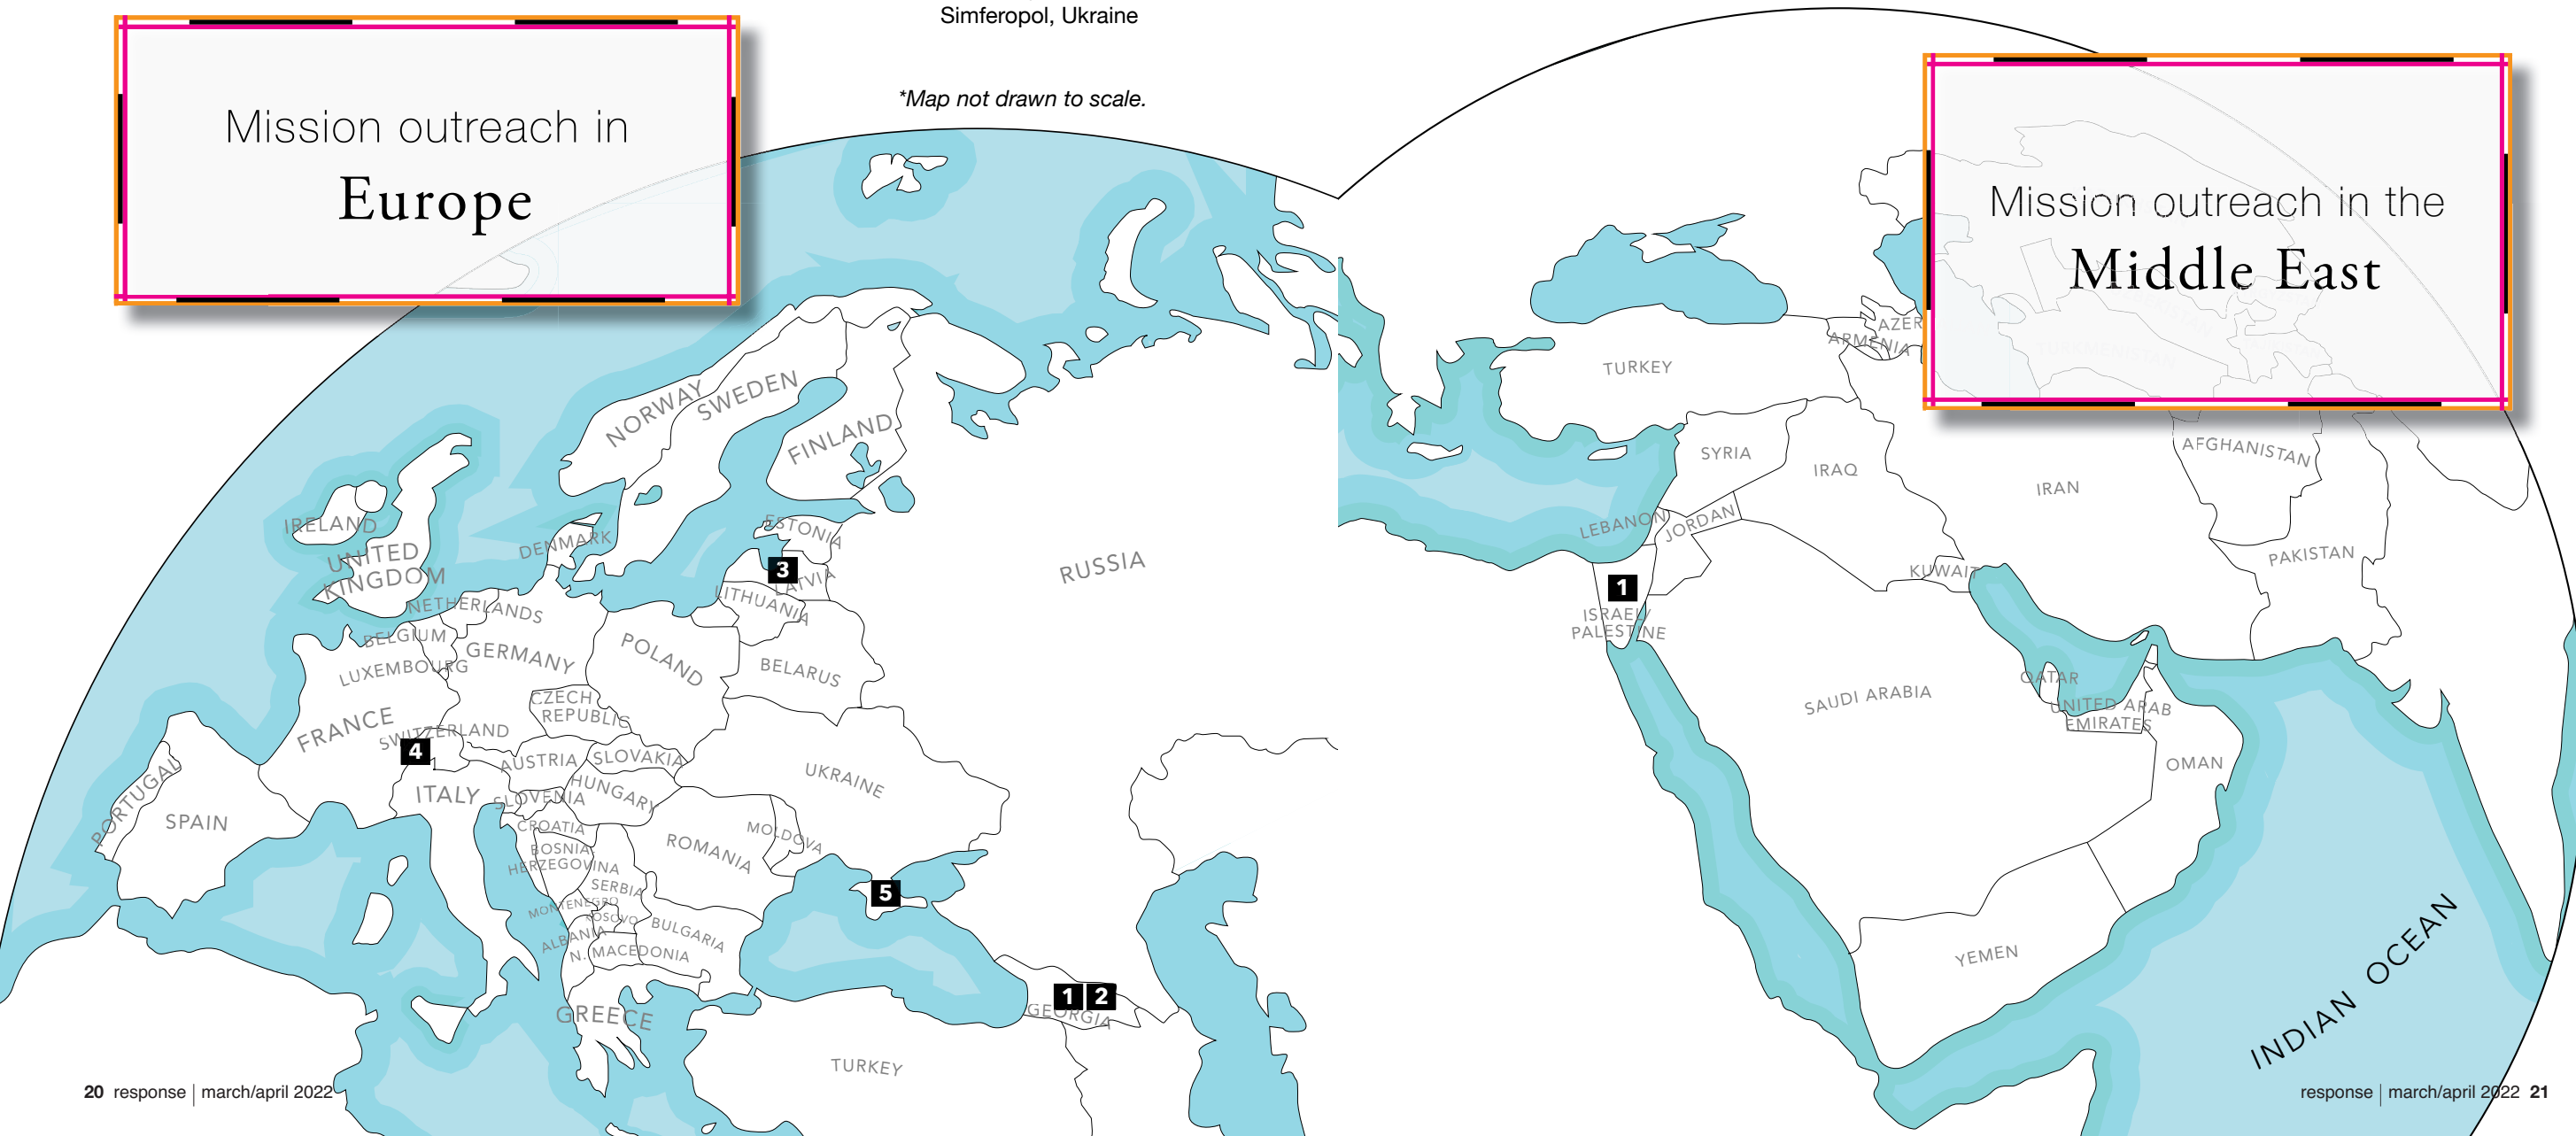 Simferopol, Ukraine
*Map not drawn to scale.
Mission outreach in
Europe
NORWAY
SWEDEN
FINLAND
IRELAND
UNITED
KINGDOM
DENMARK
ESTONIA
3
LATVIA
LITHUANIA
RUSSIA
NETHERLANDS
BELGIUM
LUXEMBOURG
GERMANY
POLAND
BELARUS
CZECH
REPUBLIC
FRANCE
SWITZERLAND
4
AUSTRIA
SLOVAKIA
UKRAINE
PORTUGAL
SPAIN
ITALY
SLOVENIA
HUNGARY
CROATIA
BOSNIA-
HERZEGOVINA
ROMANIA
MOLDOVA
SERBIA
5
MONTENEGRO
KOSOVO
ALBANIA
BULGARIA
N. MACEDONIA
1 2
GEORGIA
GREECE
TURKEY
20 response | march/april 2022
Mission outreach in the
Middle East
TURKMENISTAN
TURKEY
ARMENIA
AZER
SYRIA
IRAQ
IRAN
AFGHANISTAN
PAKISTAN
LEBANON
JORDAN
1
ISRAEL/
PALESTINE
KUWAIT
SAUDI ARABIA
QATAR
UNITED ARAB
EMIRATES
OMAN
YEMEN
INDIAN OCEAN
response | march/april 2022 21